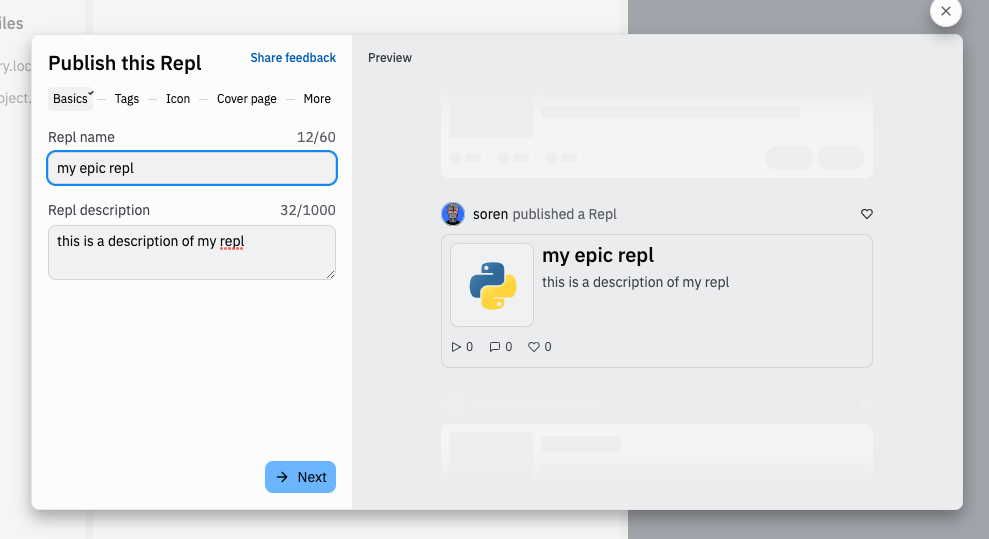 iles
ry.loc
oject.
Publish this Repl
Share feedback
Basics — Tags — Icon — Cover page — More
Repl name 12/60
my epic repl
Repl description 32/1000
this is a description of my repl
Next
Preview
soren published a Repl
my epic repl
this is a description of my repl
0 0 0